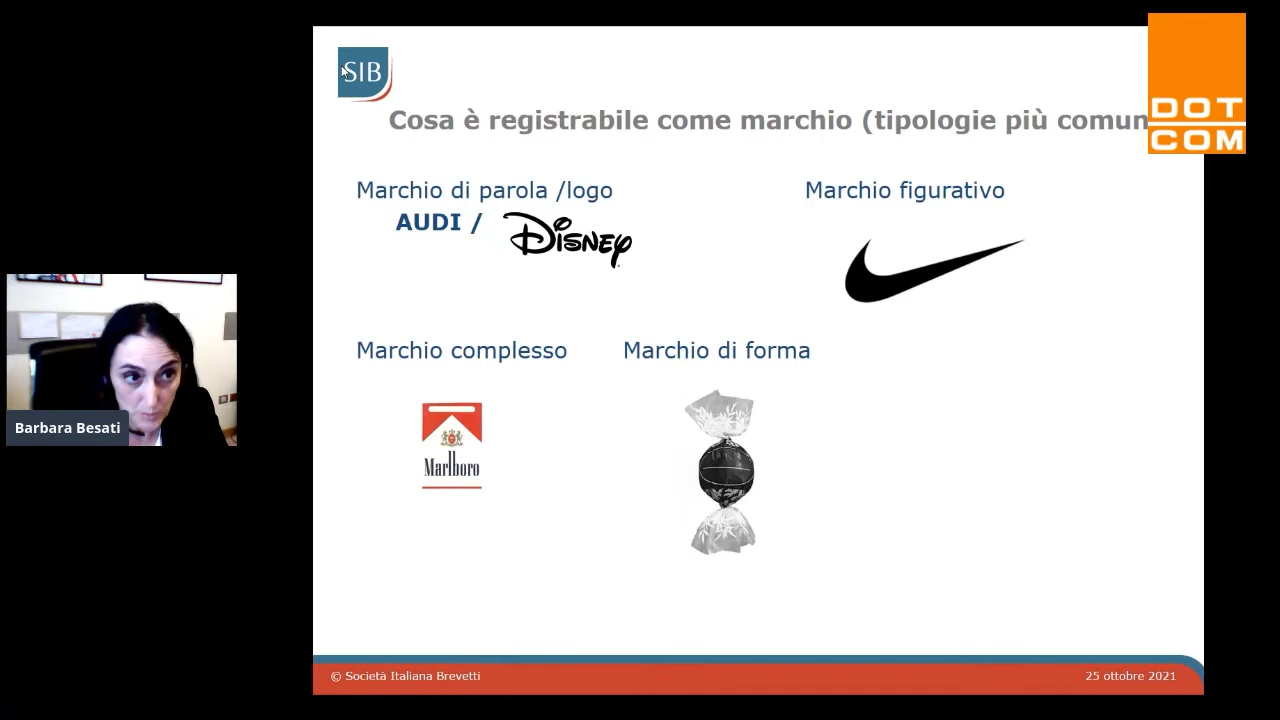 SIB
DOT
COM
Cosa è registrabile come marchio (tipologie più comun
Marchio di parola /logo
Marchio figurativo
AUDI / Disney
Marchio complesso
Marchio di forma
Marlboro
Barbara Besati
© Società Italiana Brevetti
25 ottobre 2021